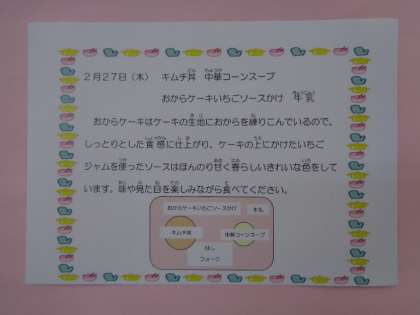 2月27日（木） キムチ丼 中華コーンスープ
おからケーキいちごソースかけ 牛乳
おからケーキはケーキの生地におからを練りこんでいるので、
しっとりとした食感に仕上がり、ケーキの上にかけたいちご
ジャムを使ったソースはほんのり甘く春らしいきれいな色をして
います。味や見た目を楽しみながら食べてください。
おからケーキいちごソースかけ 牛乳
キムチ丼 中華コーンスープ
はし
フォーク